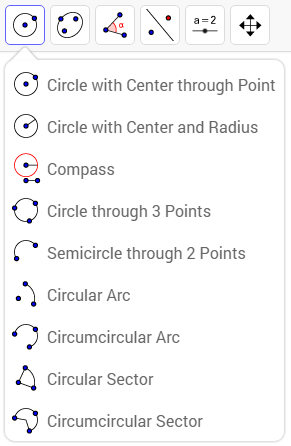 α
a = 2
Circle with Center through Point
Circle with Center and Radius
Compass
Circle through 3 Points
Semicircle through 2 Points
Circular Arc
Circumcircular Arc
Circular Sector
Circumcircular Sector